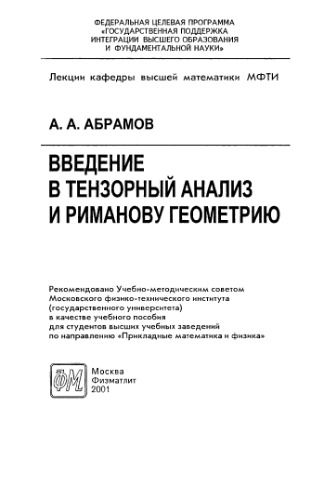 ФЕДЕРАЛЬНАЯ ЦЕЛЕВАЯ ПРОГРАММА
«ГОСУДАРСТВЕННАЯ ПОДДЕРЖКА
ИНТЕГРАЦИИ ВЫСШЕГО ОБРАЗОВАНИЯ
И ФУНДАМЕНТАЛЬНОЙ НАУКИ»
Лекции кафедры высшей математики МФТИ
А. А. АБРАМОВ
ВВЕДЕНИЕ
В ТЕНЗОРНЫЙ АНАЛИЗ
И РИМАНОВУ ГЕОМЕТРИЮ
Рекомендовано Учебно-методическим советом
Московского физико-технического института
(государственного университета)
в качестве учебного пособия
для студентов высших учебных заведений
по направлению «Прикладные математика и физика»
ФМЛ
Москва
Физматлит
2001